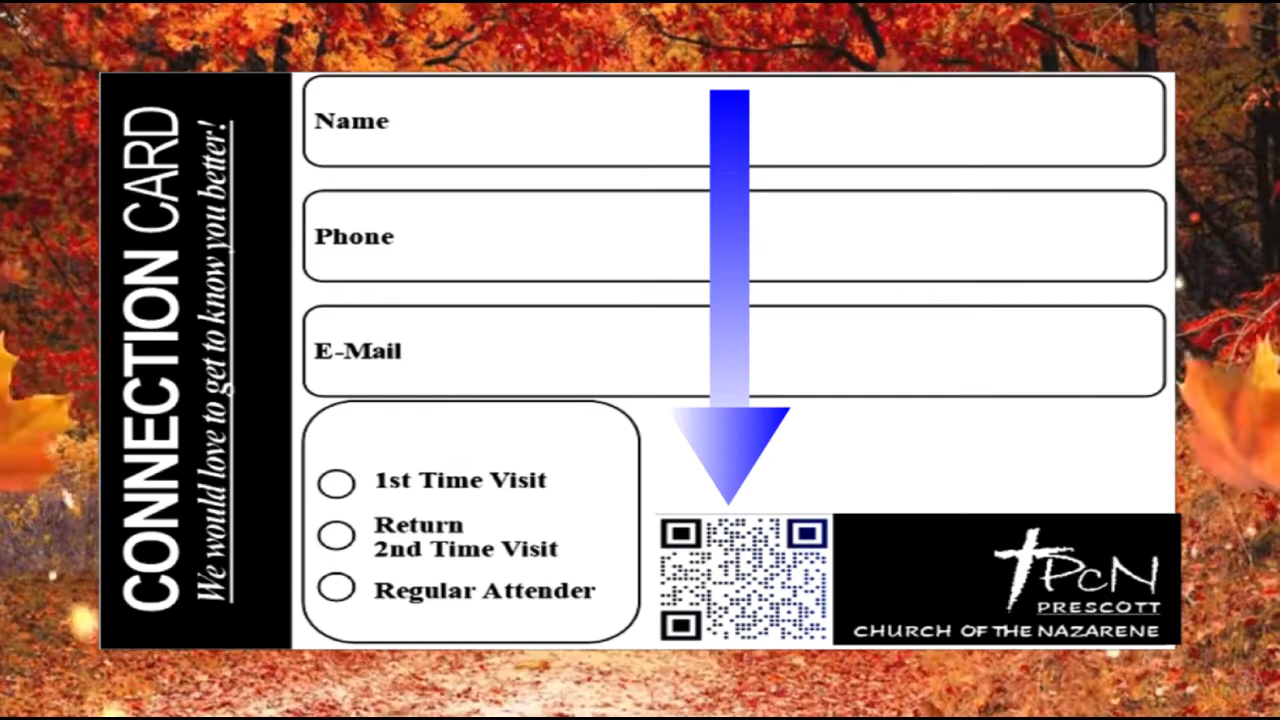 CONNECTION CARD
We would love to get to know you better!
Name
Phone
E-Mail
1st Time Visit
Return
2nd Time Visit
Regular Attender
PCN
PRESCOTT
CHURCH OF THE NAZARENE